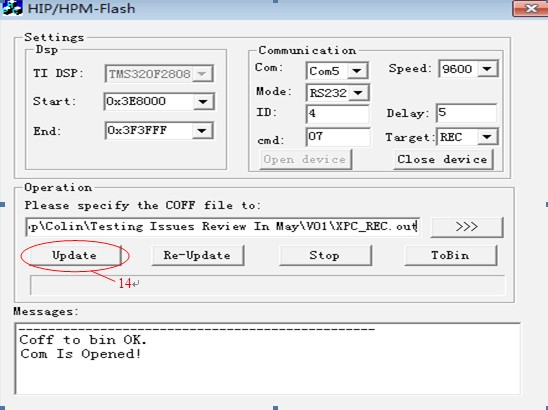 HIP/HPM-Flash
Settings
Dsp
TI DSP: TMS320F2808
Start: 0x3E8000
End: 0x3F3FFF
Communication
Com: Com5 Speed: 9600
Mode: RS232
ID: 4 Delay: 5
cmd: 07 Target: REC
Open device Close device
Operation
Please specify the COFF file to:
p\Colin\Testing Issues Review In May\V01\XPC_REC.out >>>
Update Re-Update Stop ToBin
14
Messages:
------------------------------------------------
Coff to bin OK.
Com Is Opened!